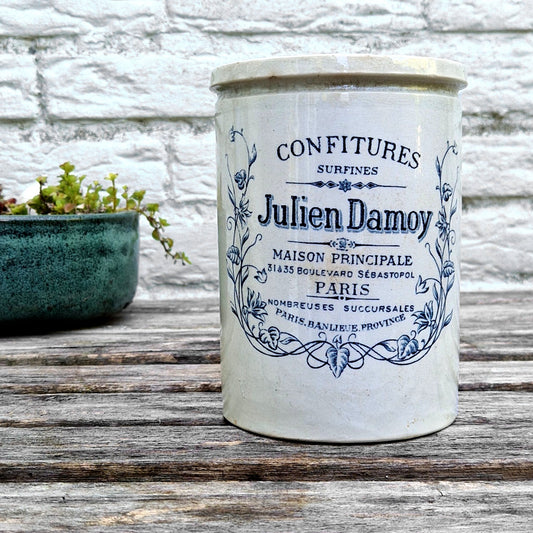 CONFITURES
SURFINES
Julien Damoy
MAISON PRINCIPALE
31 à 35 BOULEVARD SÉBASTOPOL
PARIS
NOMBREUSES SUCCURSALES
PARIS, BANLIEUE, PROVINCE